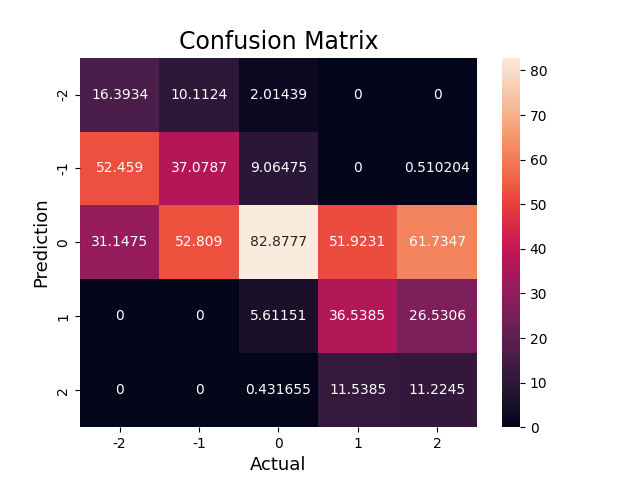 Confusion Matrix
Prediction
-2 16.3934 10.1124 2.01439 0 0
-1 52.459 37.0787 9.06475 0 0.510204
0 31.1475 52.809 82.8777 51.9231 61.7347
1 0 0 5.61151 36.5385 26.5306
2 0 0 0.431655 11.5385 11.2245
-2 -1 0 1 2
Actual
80
70
60
50
40
30
20
10
0